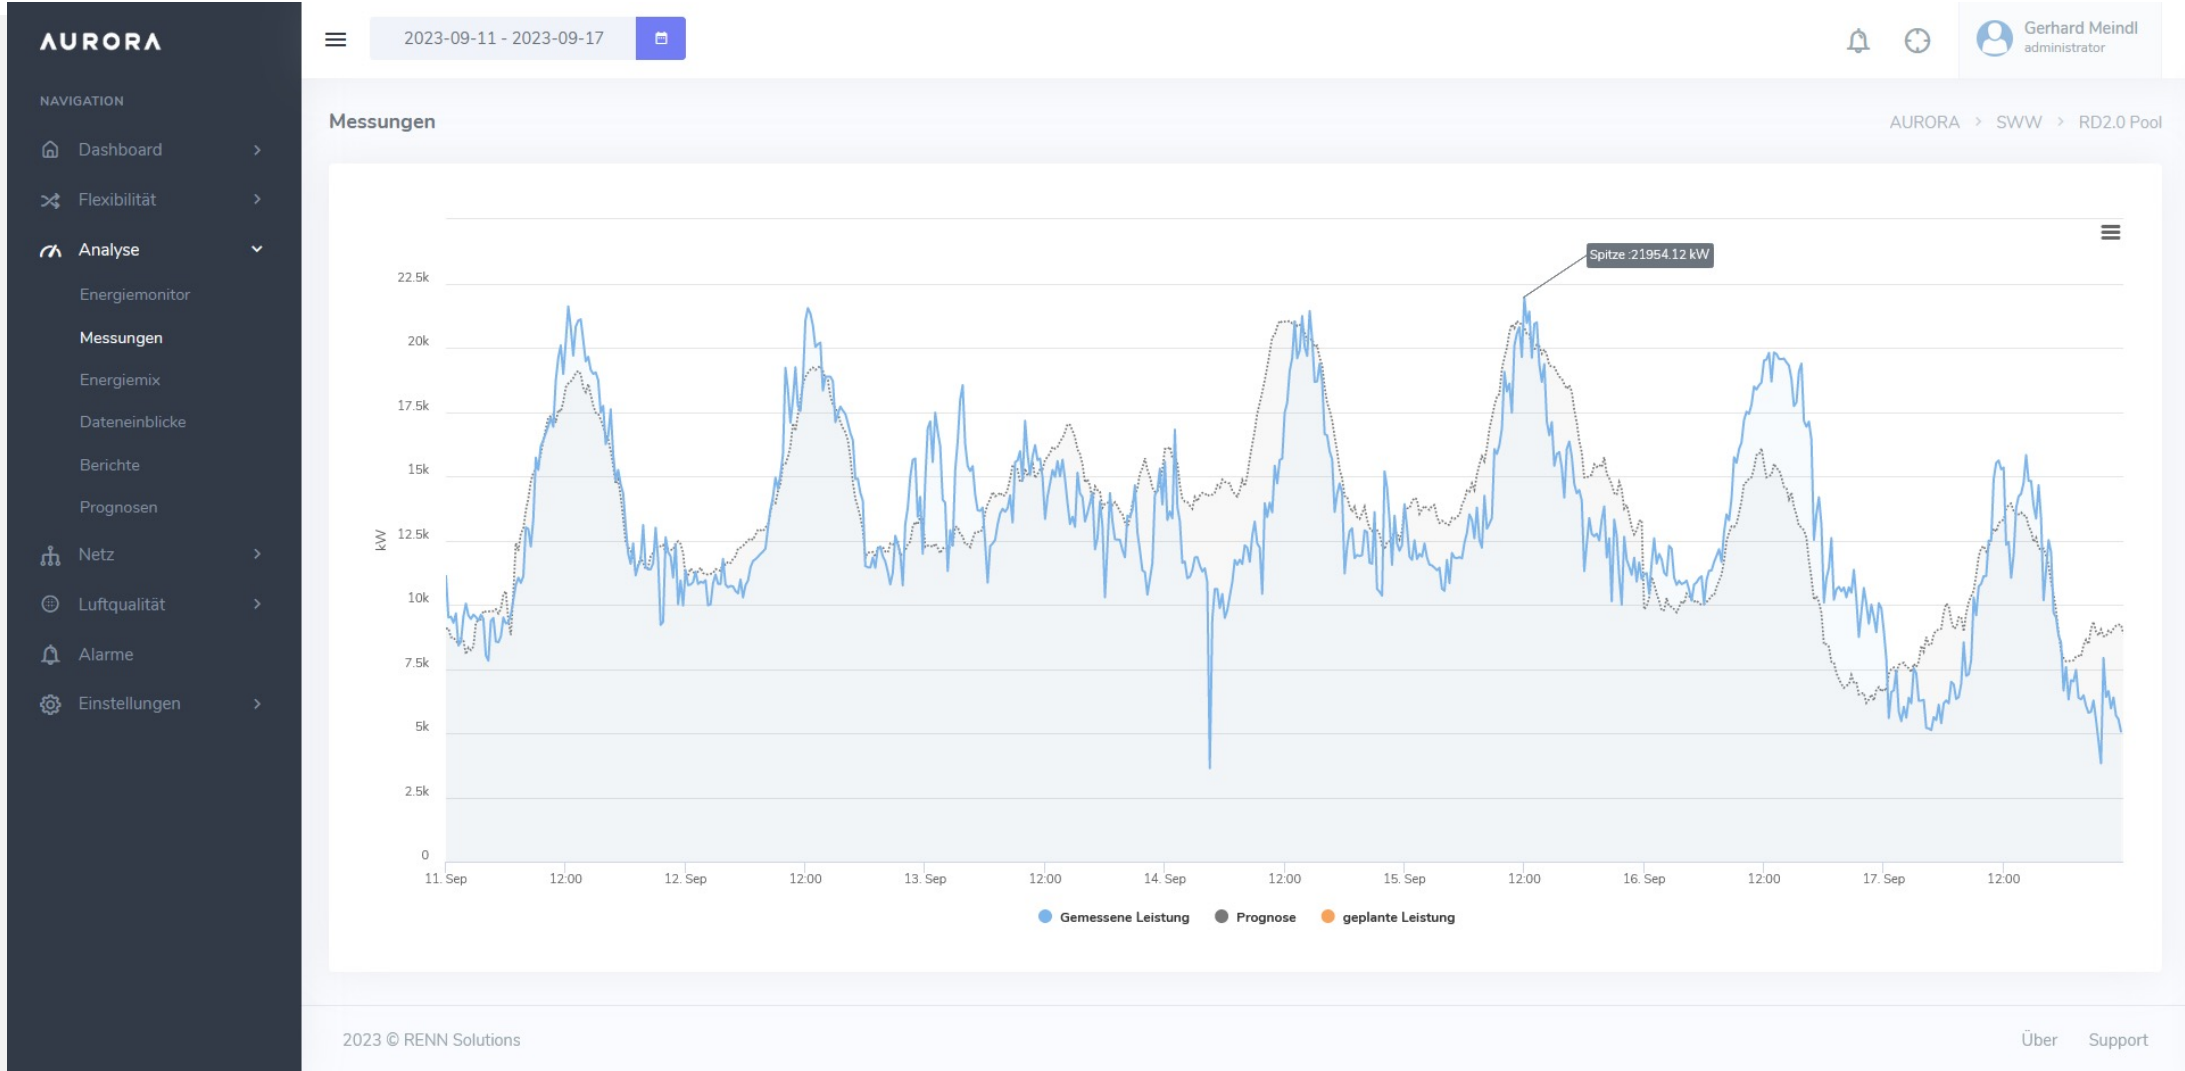 AURORA
2023-09-11 - 2023-09-17
Gerhard Meindl
administrator
NAVIGATION
Dashboard
Flexibilität
Analyse
Energiemonitor
Messungen
Energiemix
Dateneinblicke
Berichte
Prognosen
Netz
Luftqualität
Alarme
Einstellungen
Messungen
AURORA > SWW > RD2.0 Pool
Spitze :21954.12 kW
22.5k
20k
17.5k
15k
12.5k
10k
7.5k
5k
2.5k
0
kW
11. Sep 12:00 12. Sep 12:00 13. Sep 12:00 14. Sep 12:00 15. Sep 12:00 16. Sep 12:00 17. Sep 12:00
Gemessene Leistung Prognose geplante Leistung
2023 © RENN Solutions
Über Support